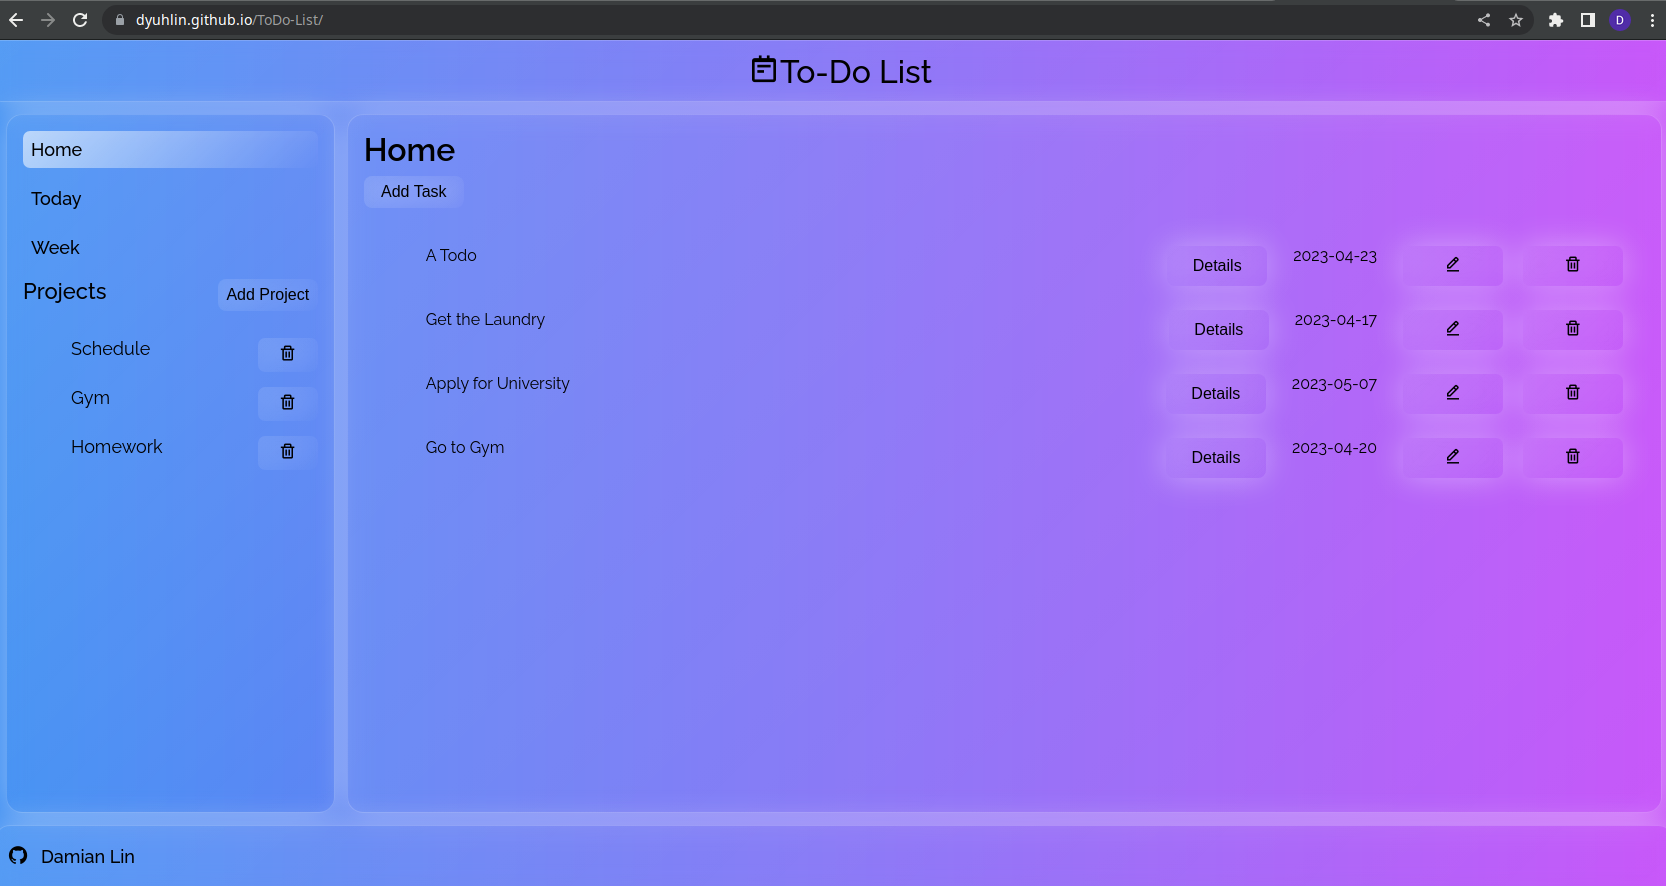 dyuhlin.github.io/ToDo-List/
D
To-Do List
Home
Today
Week
Projects Add Project
Schedule
Gym
Homework
Home
Add Task
A Todo Details 2023-04-23
Get the Laundry Details 2023-04-17
Apply for University Details 2023-05-07
Go to Gym Details 2023-04-20
Damian Lin